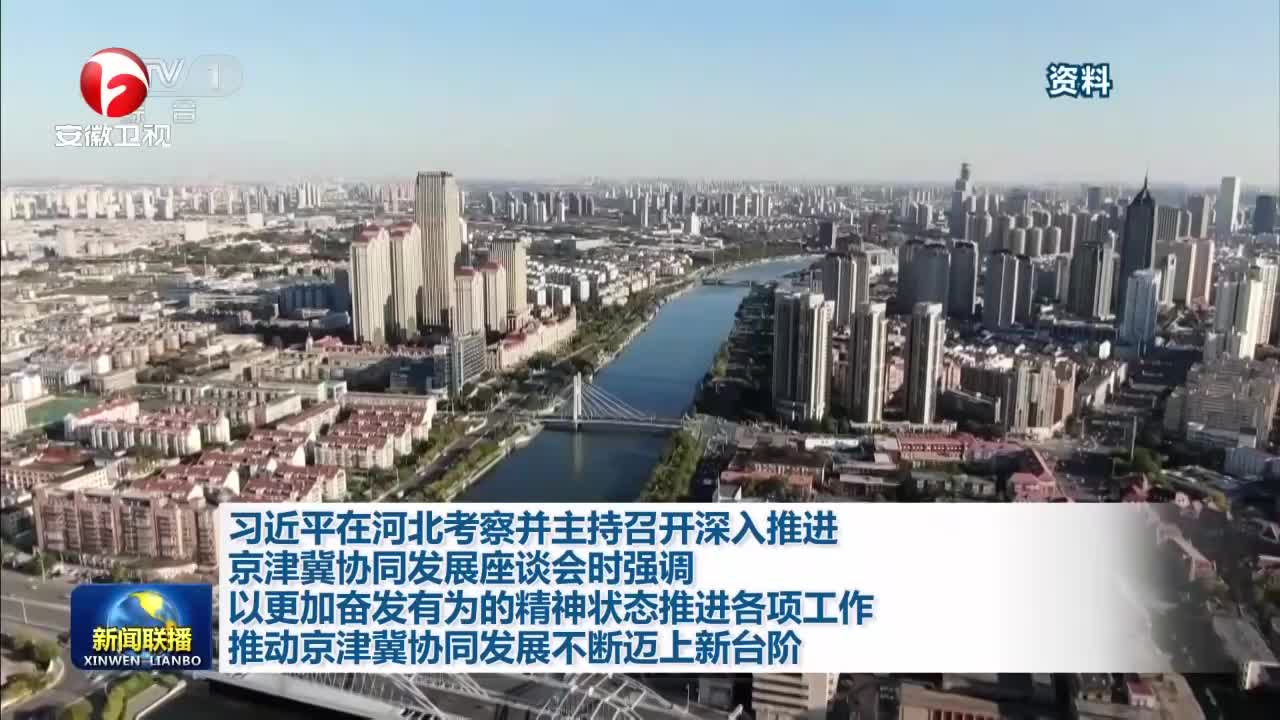 TV 1
综合
安徽卫视
资料
习近平在河北考察并主持召开深入推进
京津冀协同发展座谈会时强调
以更加奋发有为的精神状态推进各项工作
推动京津冀协同发展不断迈上新台阶
新闻联播
XINWEN LIANBO